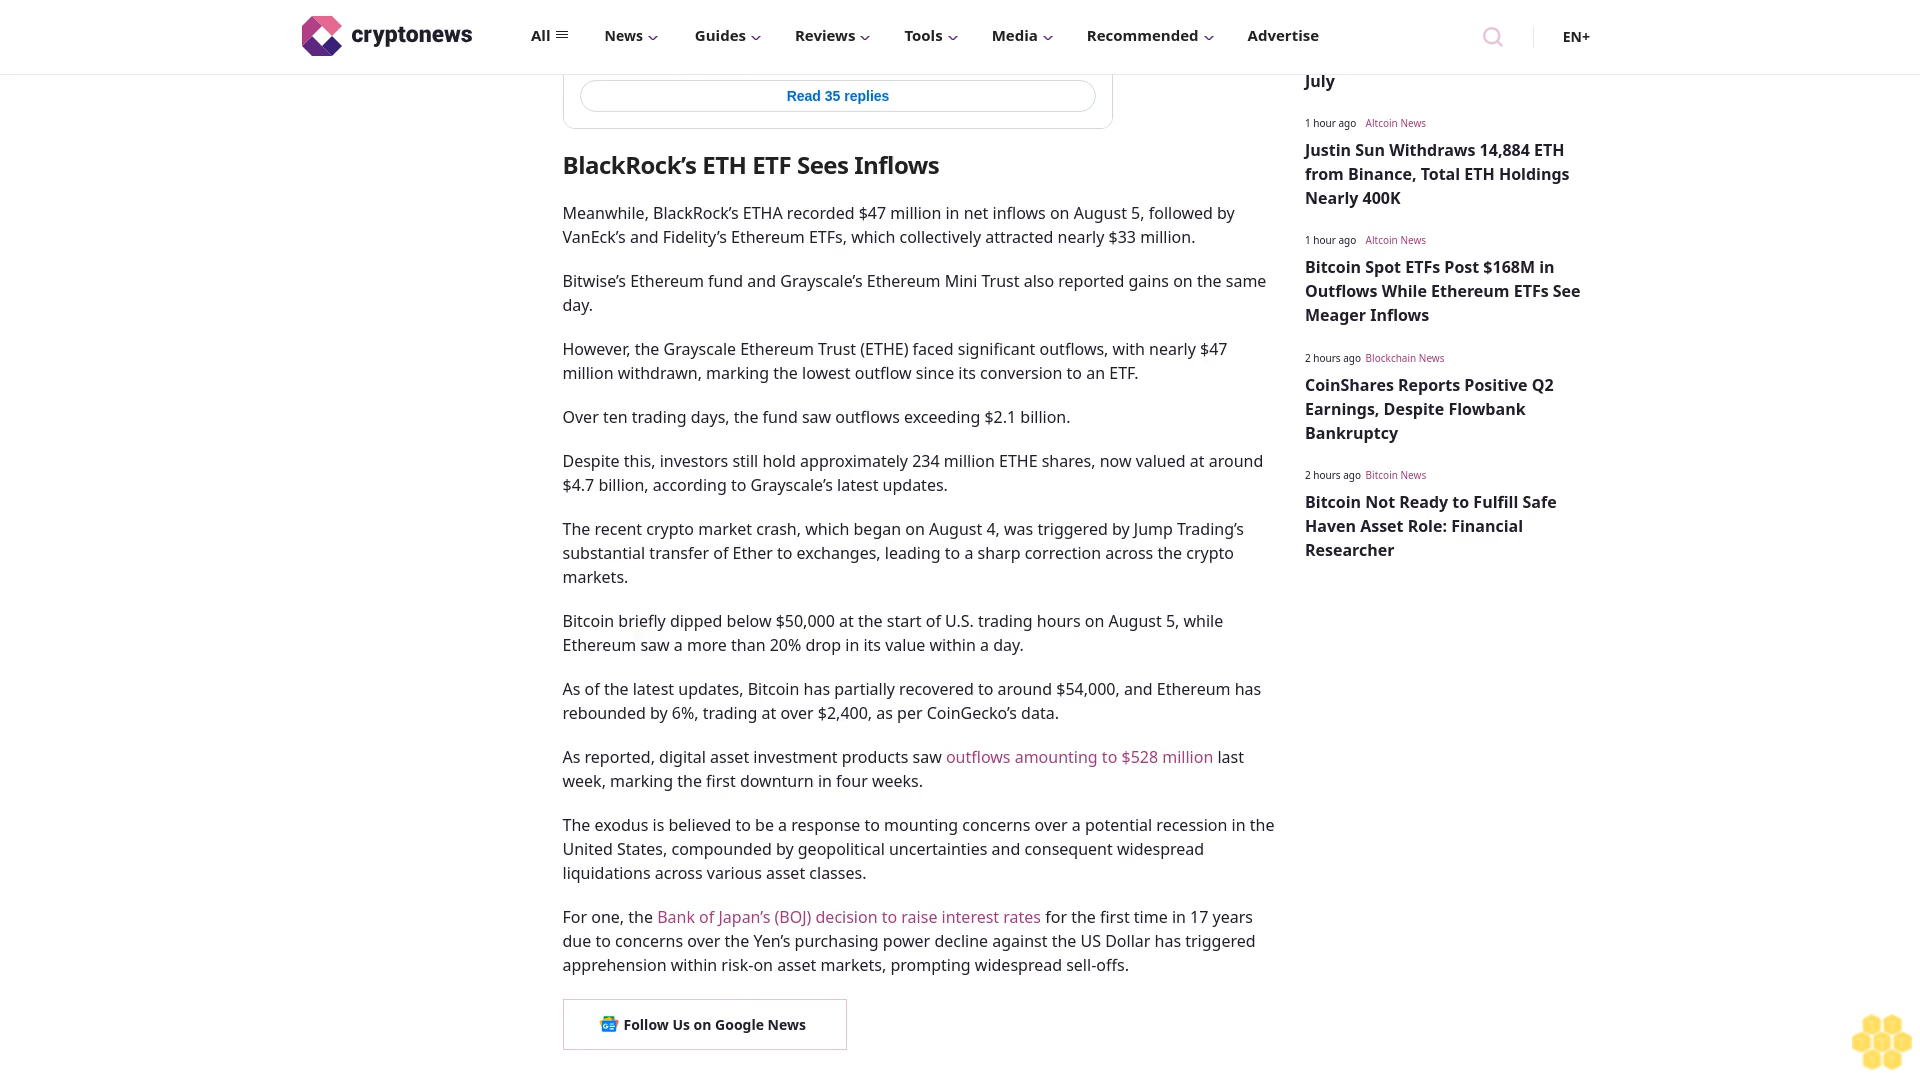 cryptonews
All
News
Guides
Reviews
Tools
Media
Recommended
Advertise
EN+
Read 35 replies
BlackRock’s ETH ETF Sees Inflows
Meanwhile, BlackRock’s ETHA recorded $47 million in net inflows on August 5, followed by
VanEck’s and Fidelity’s Ethereum ETFs, which collectively attracted nearly $33 million.
Bitwise’s Ethereum fund and Grayscale’s Ethereum Mini Trust also reported gains on the same
day.
However, the Grayscale Ethereum Trust (ETHE) faced significant outflows, with nearly $47
million withdrawn, marking the lowest outflow since its conversion to an ETF.
Over ten trading days, the fund saw outflows exceeding $2.1 billion.
Despite this, investors still hold approximately 234 million ETHE shares, now valued at around
$4.7 billion, according to Grayscale’s latest updates.
The recent crypto market crash, which began on August 4, was triggered by Jump Trading’s
substantial transfer of Ether to exchanges, leading to a sharp correction across the crypto
markets.
Bitcoin briefly dipped below $50,000 at the start of U.S. trading hours on August 5, while
Ethereum saw a more than 20% drop in its value within a day.
As of the latest updates, Bitcoin has partially recovered to around $54,000, and Ethereum has
rebounded by 6%, trading at over $2,400, as per CoinGecko’s data.
As reported, digital asset investment products saw outflows amounting to $528 million last
week, marking the first downturn in four weeks.
The exodus is believed to be a response to mounting concerns over a potential recession in the
United States, compounded by geopolitical uncertainties and consequent widespread
liquidations across various asset classes.
For one, the Bank of Japan’s (BOJ) decision to raise interest rates for the first time in 17 years
due to concerns over the Yen’s purchasing power decline against the US Dollar has triggered
apprehension within risk-on asset markets, prompting widespread sell-offs.
Follow Us on Google News
July
1 hour ago Altcoin News
Justin Sun Withdraws 14,884 ETH
from Binance, Total ETH Holdings
Nearly 400K
1 hour ago Altcoin News
Bitcoin Spot ETFs Post $168M in
Outflows While Ethereum ETFs See
Meager Inflows
2 hours ago Blockchain News
CoinShares Reports Positive Q2
Earnings, Despite Flowbank
Bankruptcy
2 hours ago Bitcoin News
Bitcoin Not Ready to Fulfill Safe
Haven Asset Role: Financial
Researcher